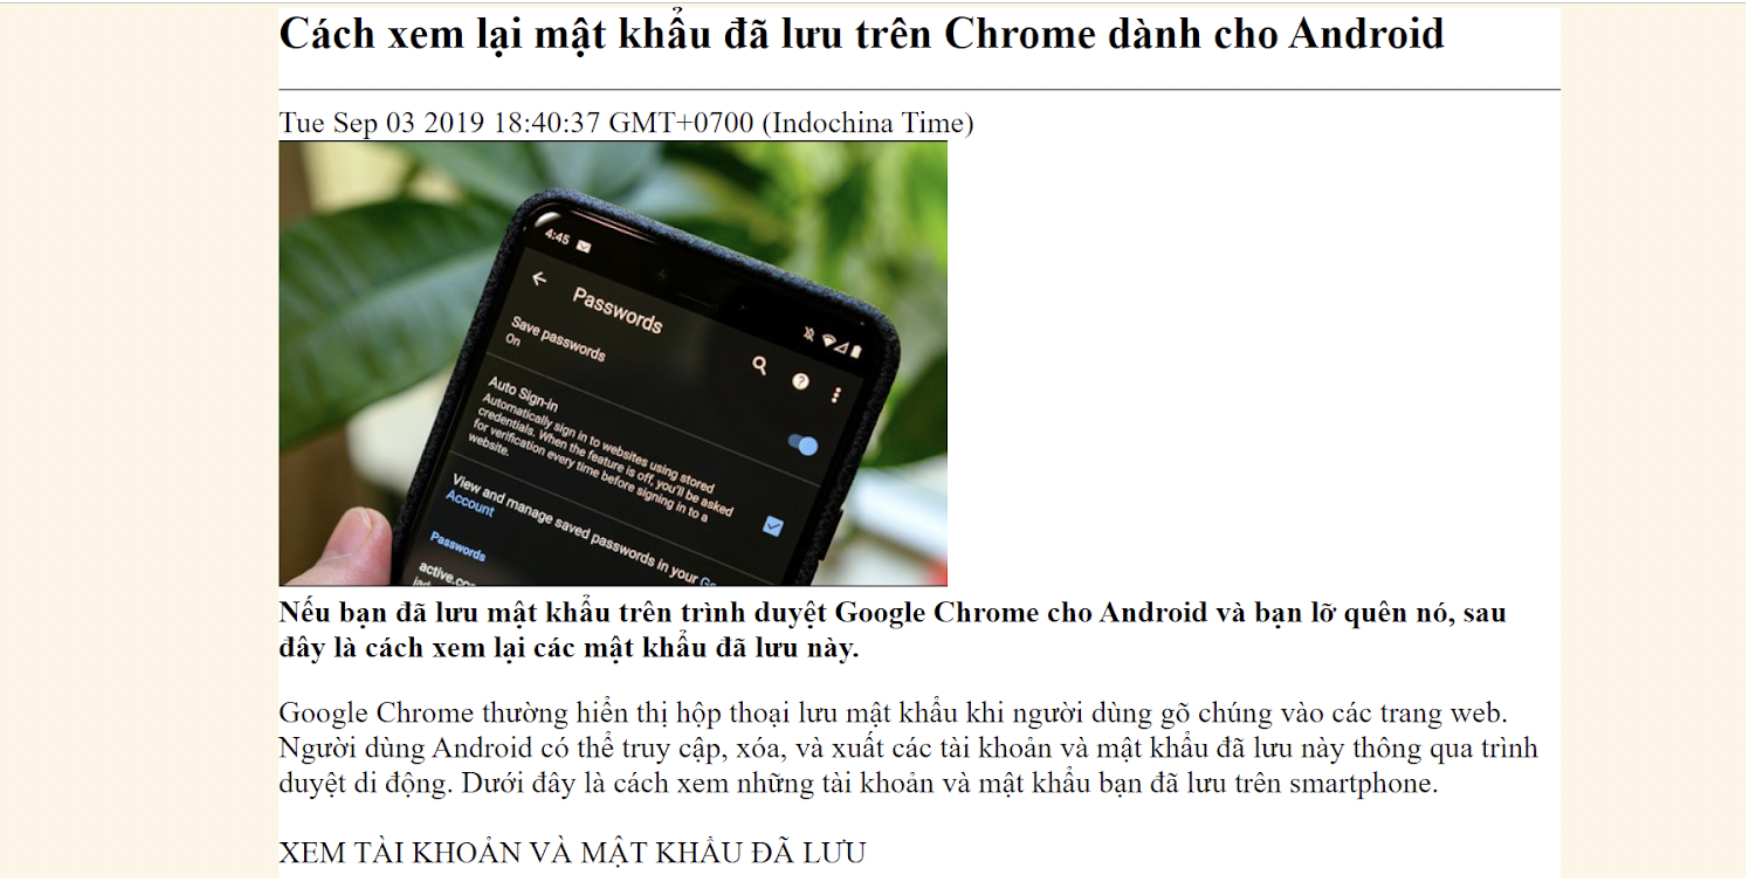 Cách xem lại mật khẩu đã lưu trên Chrome dành cho Android
Tue Sep 03 2019 18:40:37 GMT+0700 (Indochina Time)
4:45
Passwords
Save passwords
On
Auto Sign-in
Automatically sign in to websites using stored
credentials. When the feature is off, you'll be asked
for verification every time before signing in to a
website.
View and manage saved passwords in your
Account
Passwords
Nếu bạn đã lưu mật khẩu trên trình duyệt Google Chrome cho Android và bạn lỡ quên nó, sau
đây là cách xem lại các mật khẩu đã lưu này.
Google Chrome thường hiển thị hộp thoại lưu mật khẩu khi người dùng gõ chúng vào các trang web.
Người dùng Android có thể truy cập, xóa, và xuất các tài khoản và mật khẩu đã lưu này thông qua trình
duyệt di động. Dưới đây là cách xem những tài khoản và mật khẩu bạn đã lưu trên smartphone.
XEM TÀI KHOẢN VÀ MẬT KHẨU ĐÃ LƯU